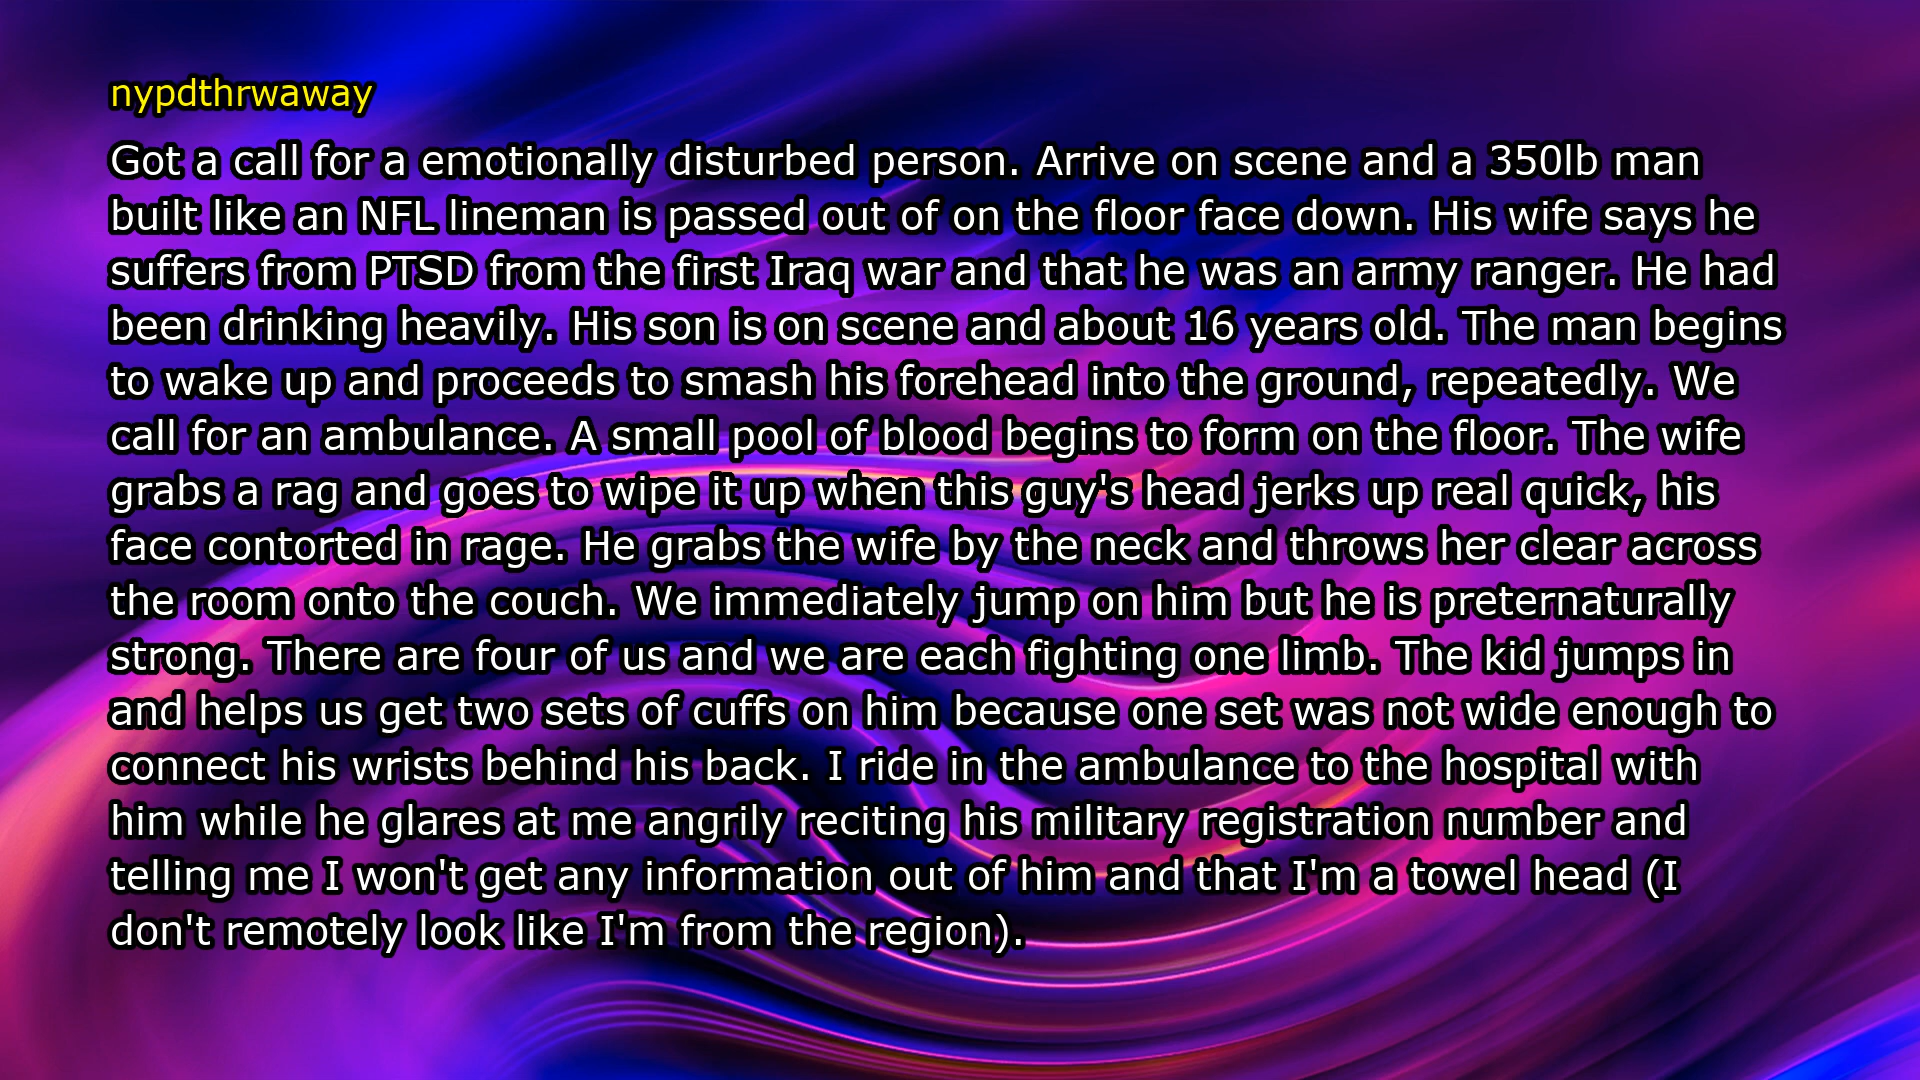 nypdthrwaway
Got a call for a emotionally disturbed person. Arrive on scene and a 350lb man
built like an NFL lineman is passed out of on the floor face down. His wife says he
suffers from PTSD from the first Iraq war and that he was an army ranger. He had
been drinking heavily. His son is on scene and about 16 years old. The man begins
to wake up and proceeds to smash his forehead into the ground, repeatedly. We
call for an ambulance. A small pool of blood begins to form on the floor. The wife
grabs a rag and goes to wipe it up when this guy's head jerks up real quick, his
face contorted in rage. He grabs the wife by the neck and throws her clear across
the room onto the couch. We immediately jump on him but he is preternaturally
strong. There are four of us and we are each fighting one limb. The kid jumps in
and helps us get two sets of cuffs on him because one set was not wide enough to
connect his wrists behind his back. I ride in the ambulance to the hospital with
him while he glares at me angrily reciting his military registration number and
telling me I won't get any information out of him and that I'm a towel head (I
don't remotely look like I'm from the region).